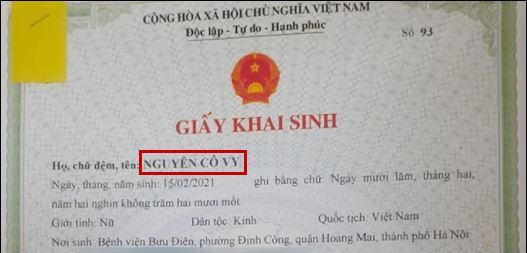 CỘNG HÒA XÃ HỘI CHỦ NGHĨA VIỆT NAM
Độc lập - Tự do - Hạnh phúc
Số 93
GIẤY KHAI SINH
Họ, chữ đệm, tên: NGUYỄN CÔ VY
Ngày, tháng, năm sinh: 15/02/2021 ghi bằng chữ: Ngày mười lăm, tháng hai,
năm hai nghìn không trăm hai mươi mốt
Giới tính: Nữ Dân tộc: Kinh Quốc tịch: Việt Nam
Nơi sinh Bệnh viện Bưu Điện, phường Định Công, quận Hoàng Mai, thành phố Hà Nội